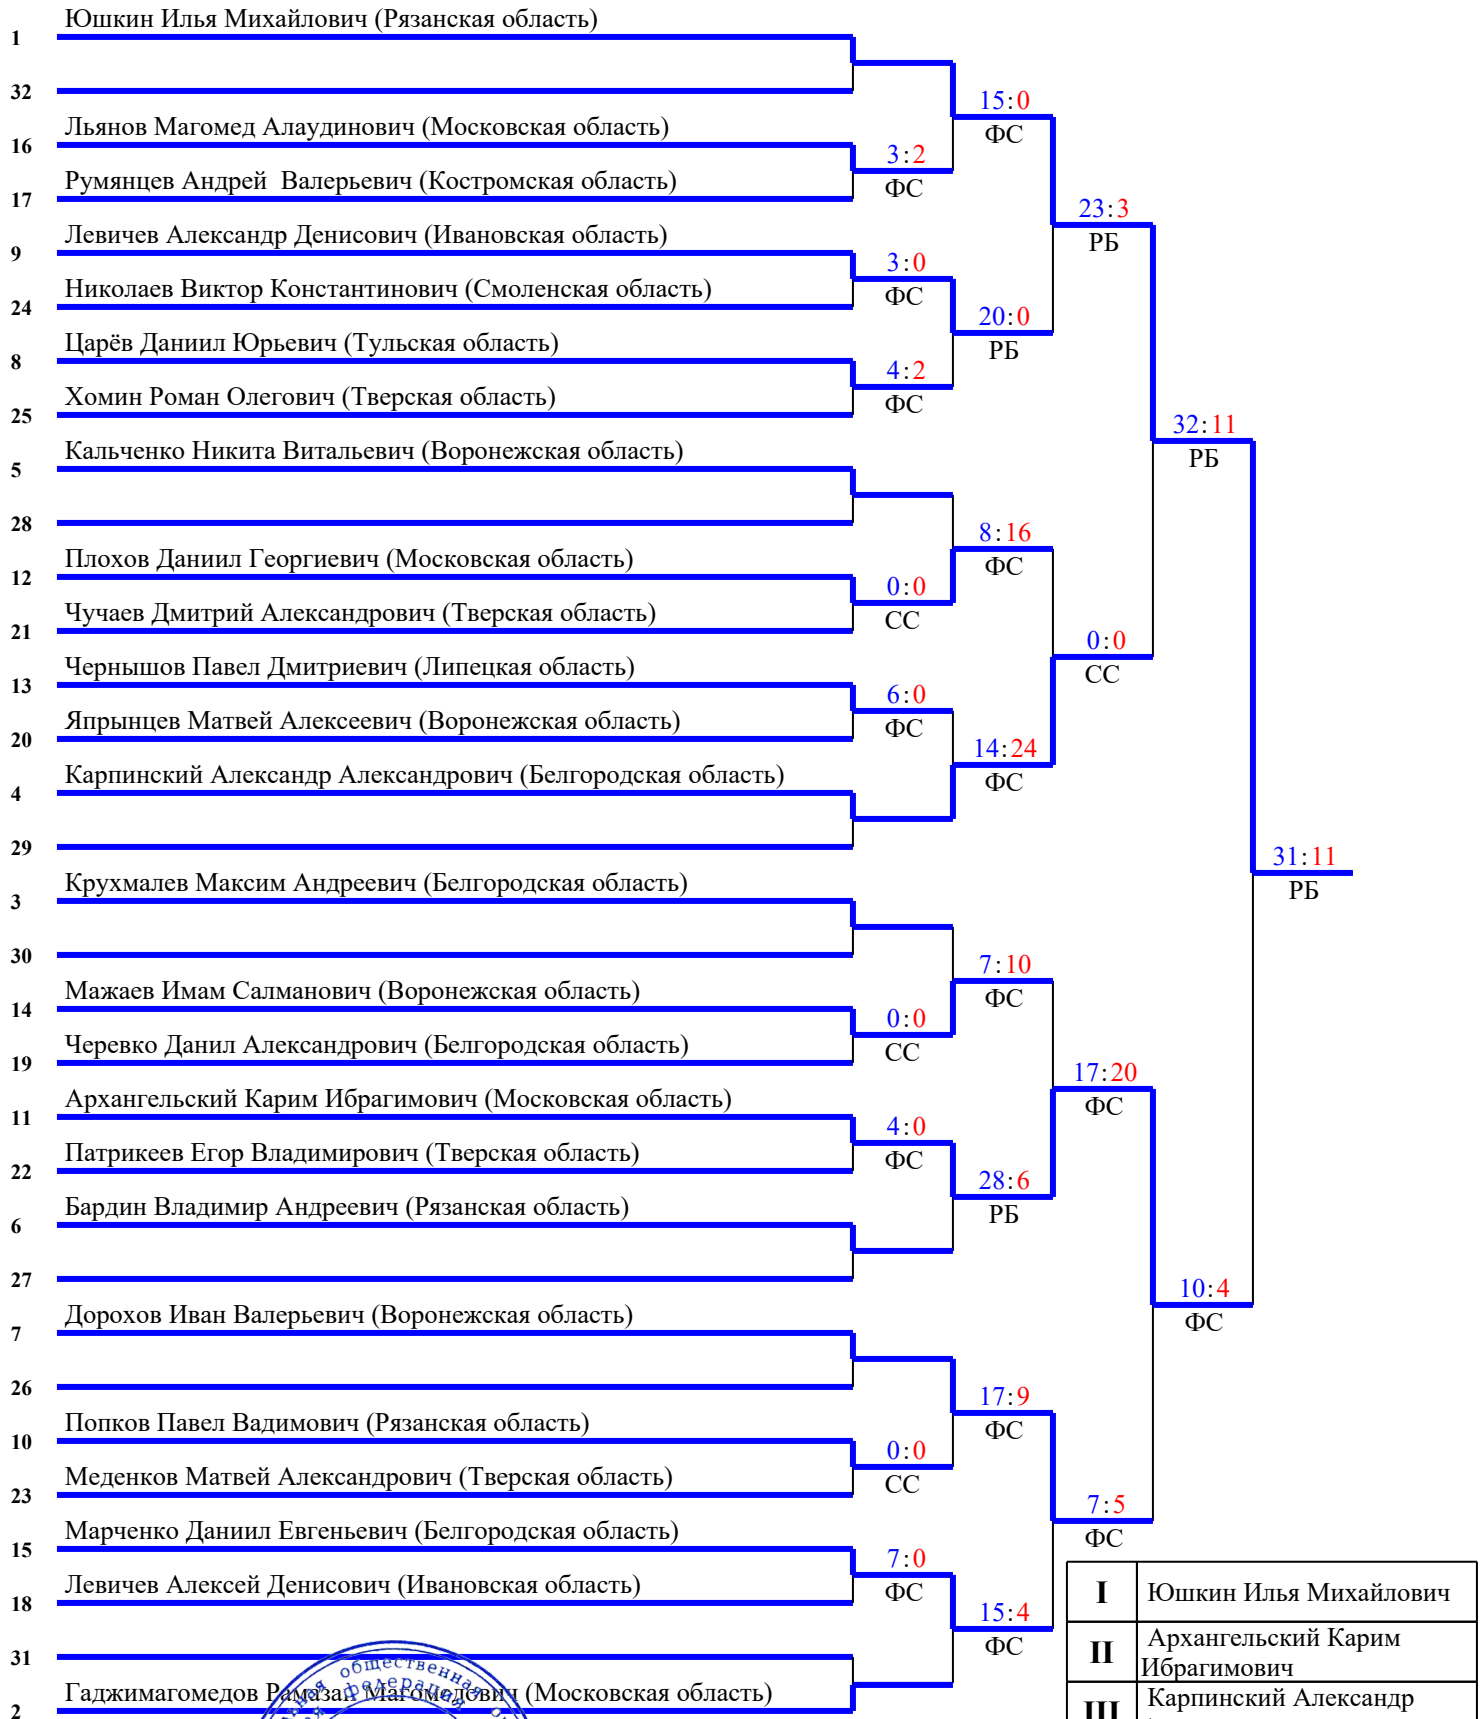 Юшкин Илья Михайлович (Рязанская область)
1
32
15:0
Льянов Магомед Алаудинович (Московская область)
ФС
16
3:2
Румянцев Андрей Валерьевич (Костромская область)
ФС
17
23:3
Левичев Александр Денисович (Ивановская область)
РБ
9
3:0
Николаев Виктор Константинович (Смоленская область)
ФС
24
20:0
Царёв Даниил Юрьевич (Тульская область)
РБ
8
4:2
Хомин Роман Олегович (Тверская область)
ФС
25
32:11
Кальченко Никита Витальевич (Воронежская область)
РБ
5
28
8:16
Плохов Даниил Георгиевич (Московская область)
ФС
12
0:0
Чучаев Дмитрий Александрович (Тверская область)
СС
21
0:0
Чернышов Павел Дмитриевич (Липецкая область)
СС
13
6:0
Япрынцев Матвей Алексеевич (Воронежская область)
ФС
20
14:24
Карпинский Александр Александрович (Белгородская область)
ФС
4
29
31:11
Крухмалев Максим Андреевич (Белгородская область)
РБ
3
30
7:10
Мажаев Имам Салманович (Воронежская область)
ФС
14
0:0
Черевко Данил Александрович (Белгородская область)
СС
19
17:20
Архангельский Карим Ибрагимович (Московская область)
ФС
11
4:0
Патрикеев Егор Владимирович (Тверская область)
ФС
22
28:6
Бардин Владимир Андреевич (Рязанская область)
РБ
6
27
10:4
Дорохов Иван Валерьевич (Воронежская область)
ФС
7
26
17:9
Попков Павел Вадимович (Рязанская область)
ФС
10
0:0
Меденков Матвей Александрович (Тверская область)
СС
23
7:5
Марченко Даниил Евгеньевич (Белгородская область)
ФС
15
7:0
Левичев Алексей Денисович (Ивановская область)
ФС
18
I Юшкин Илья Михайлович
15:4
ФС
31
II Архангельский Карим
Ибрагимович
общественная
федерация
Гаджимагомедов Рамазан Магомедович (Московская область)
2
III Карпинский Александр